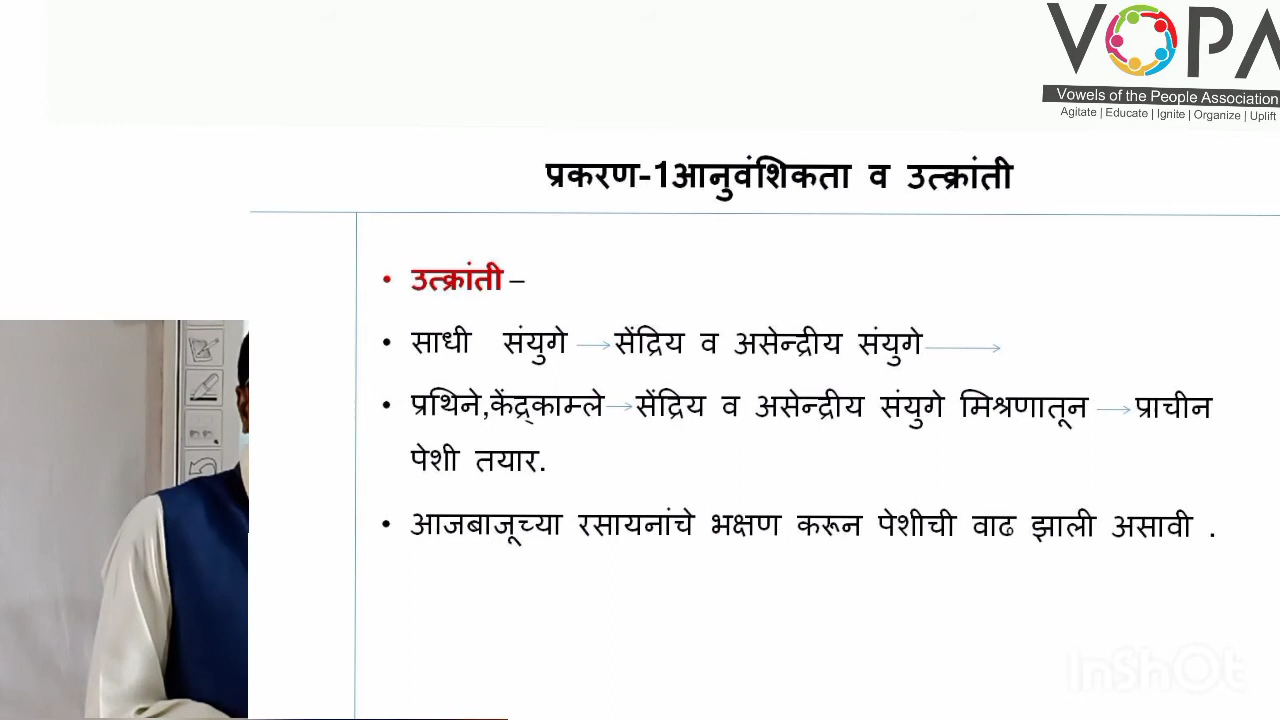 VOPA
Vowels of the People Association
Agitate | Educate | Ignite | Organize | Uplift
प्रकरण-1आनुवंशिकता व उत्क्रांती
• उत्क्रांती –
• साधी संयुगे → सेंद्रिय व असेन्द्रीय संयुगे →
• प्रथिने,केंद्र्काम्ले → सेंद्रिय व असेन्द्रीय संयुगे मिश्रणातून → प्राचीन
पेशी तयार.
• आजबाजूच्या रसायनांचे भक्षण करून पेशीची वाढ झाली असावी .
InShOt